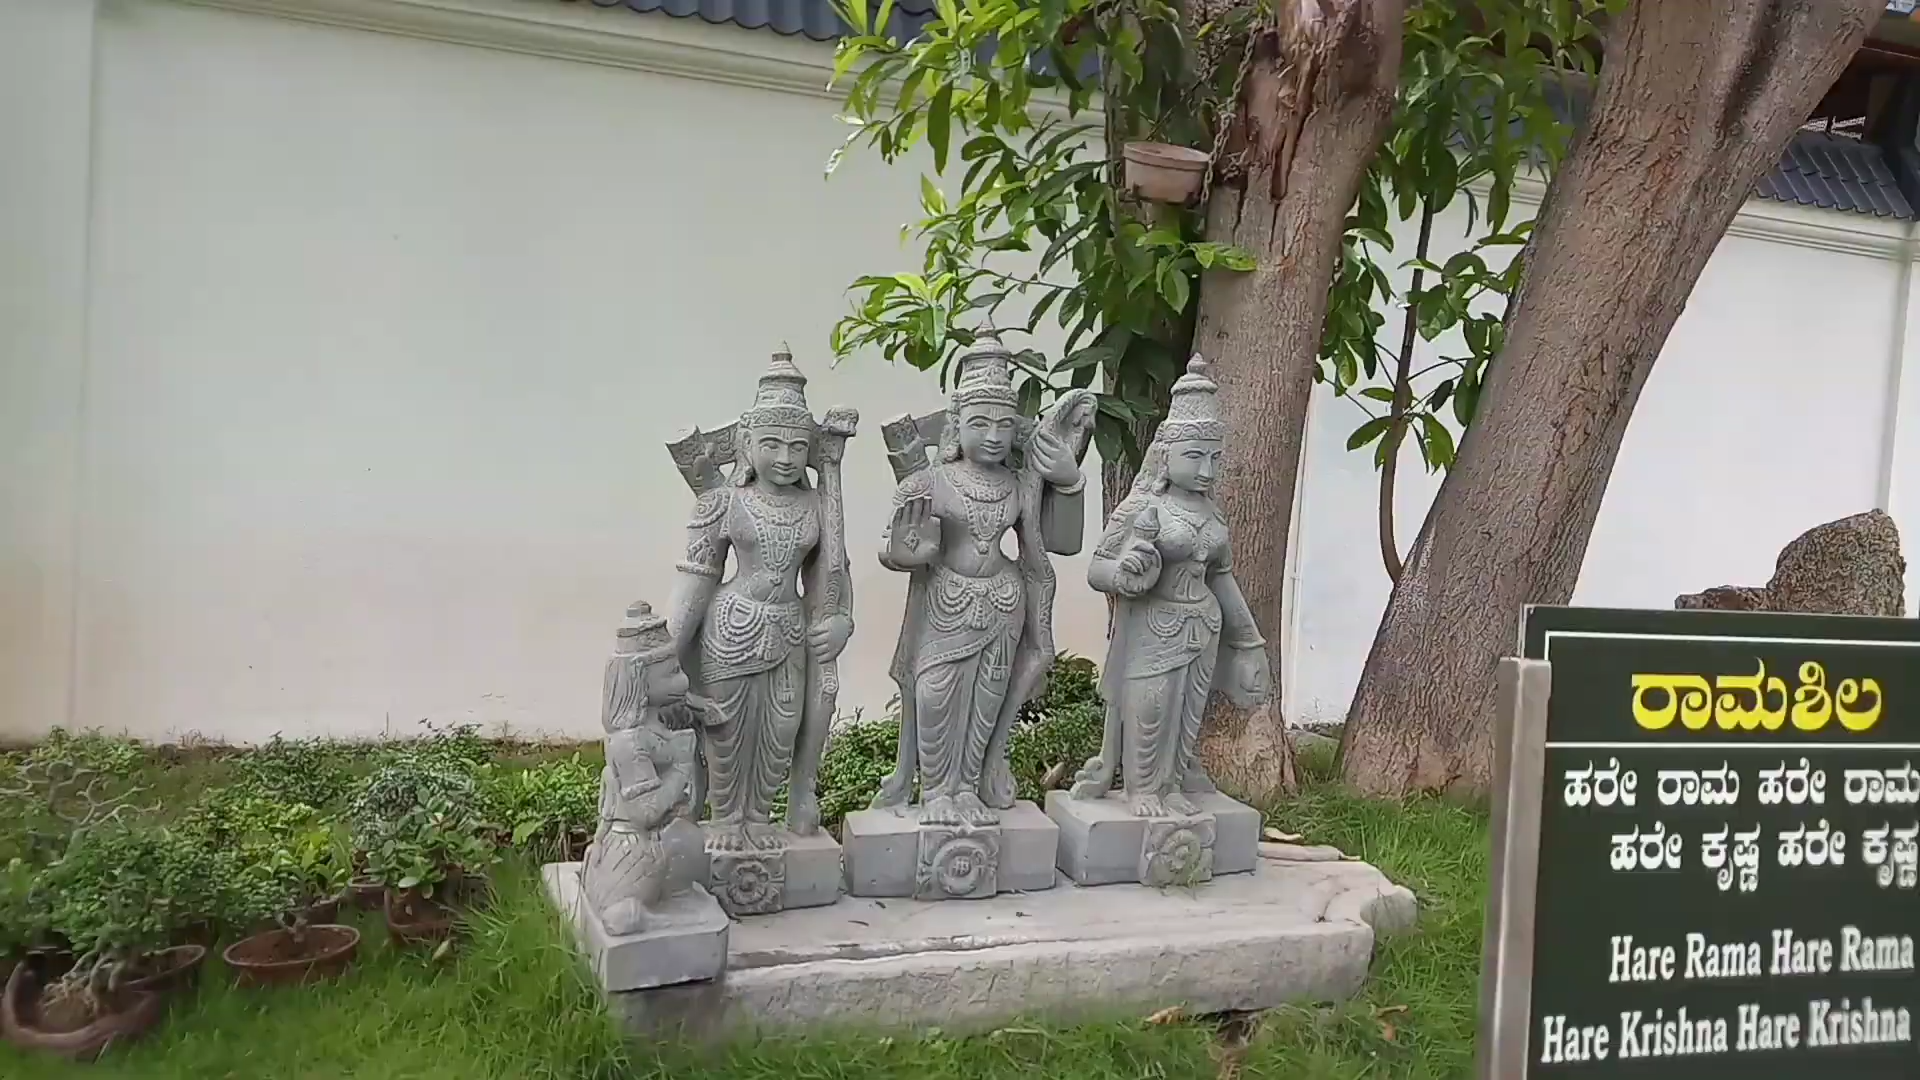 ರಾಮಶಿಲ
ಹರೇ ರಾಮ ಹರೇ ರಾಮ
ಹರೇ ಕೃಷ್ಣ ಹರೇ ಕೃಷ್ಣ
Hare Rama Hare Rama
Hare Krishna Hare Krishna